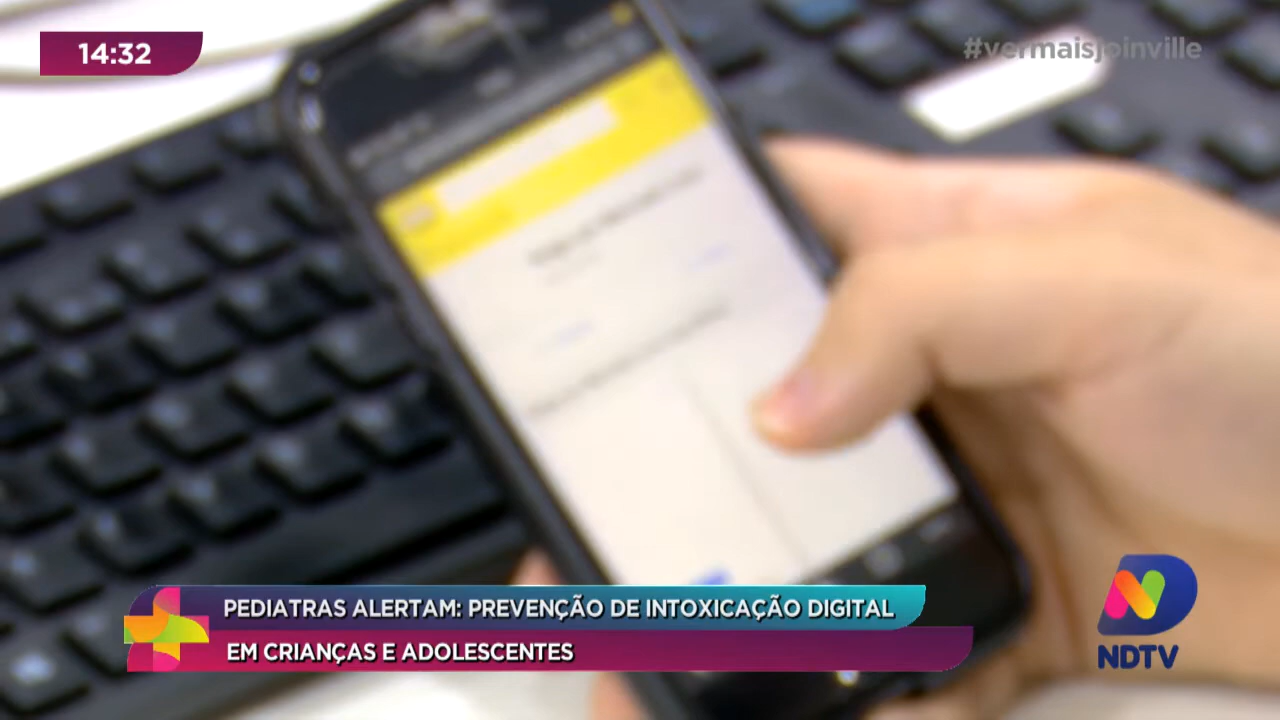 14:32
#vermaisjoinville
PEDIATRAS ALERTAM: PREVENÇÃO DE INTOXICAÇÃO DIGITAL
EM CRIANÇAS E ADOLESCENTES
NDTV